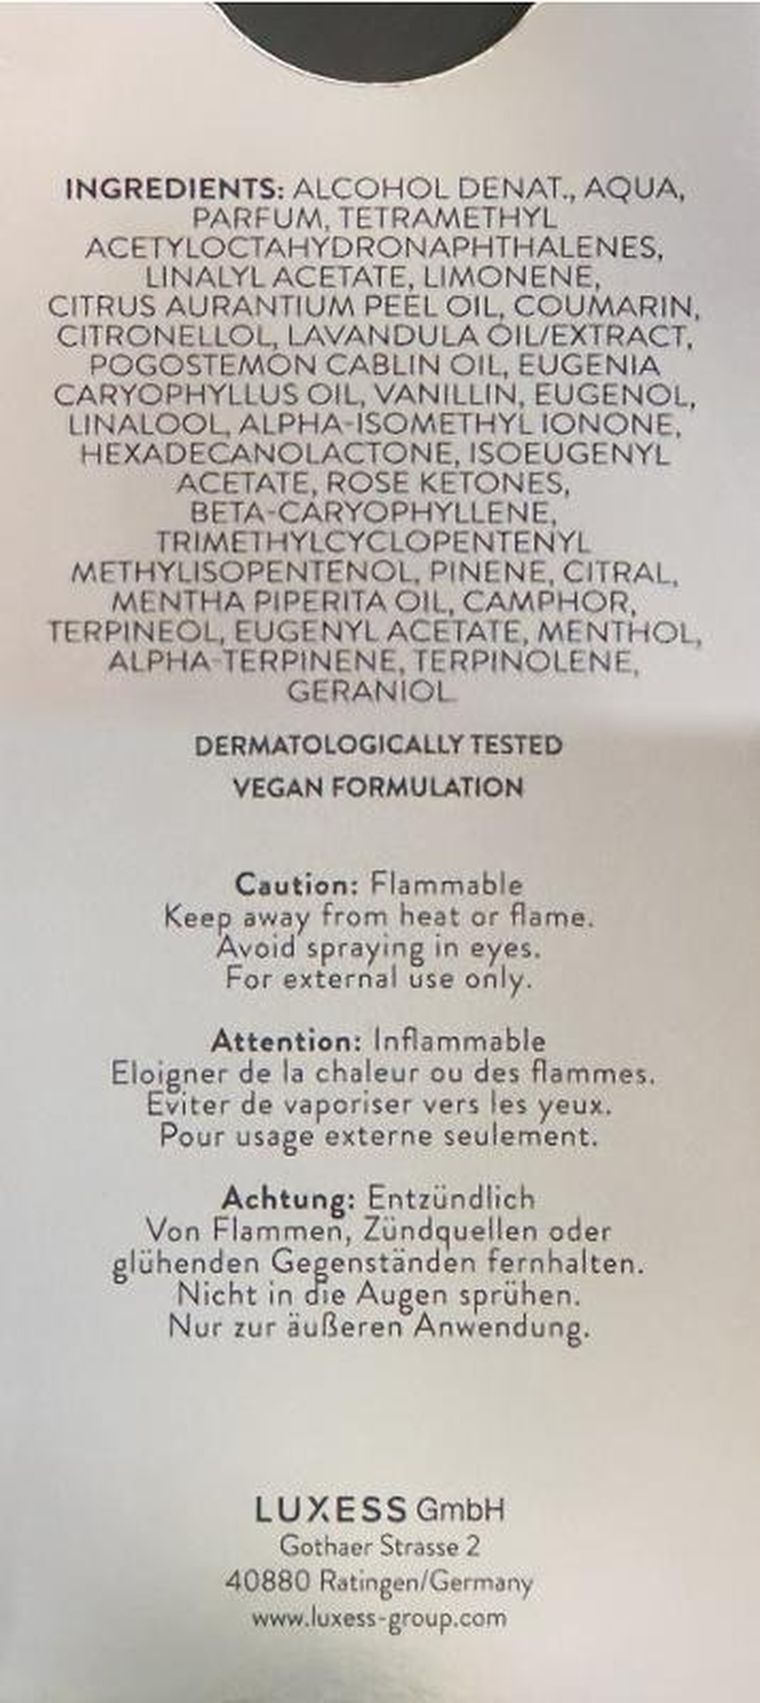 INGREDIENTS: ALCOHOL DENAT., AQUA,
PARFUM, TETRAMETHYL
ACETYLOCTAHYDRONAPHTHALENES,
LINALYL ACETATE, LIMONENE,
CITRUS AURANTIUM PEEL OIL, COUMARIN,
CITRONELLOL, LAVANDULA OIL/EXTRACT,
POGOSTEMON CABLIN OIL, EUGENIA
CARYOPHYLLUS OIL, VANILLIN, EUGENOL,
LINALOOL, ALPHA-ISOMETHYL IONONE,
HEXADECANOLACTONE, ISOEUGENYL
ACETATE, ROSE KETONES,
BETA-CARYOPHYLLENE,
TRIMETHYLCYCLOPENTENYL
METHYLISOPENTENOL, PINENE, CITRAL,
MENTHA PIPERITA OIL, CAMPHOR,
TERPINEOL, EUGENYL ACETATE, MENTHOL,
ALPHA-TERPINENE, TERPINOLENE,
GERANIOL.
DERMATOLOGICALLY TESTED
VEGAN FORMULATION
Caution: Flammable
Keep away from heat or flame.
Avoid spraying in eyes.
For external use only.
Attention: Inflammable
Eloigner de la chaleur ou des flammes.
Eviter de vaporiser vers les yeux.
Pour usage externe seulement.
Achtung: Entzündlich
Von Flammen, Zündquellen oder
glühenden Gegenständen fernhalten.
Nicht in die Augen sprühen.
Nur zur äußeren Anwendung.
LUXESS GmbH
Gothaer Strasse 2
40880 Ratingen/Germany
www.luxess-group.com